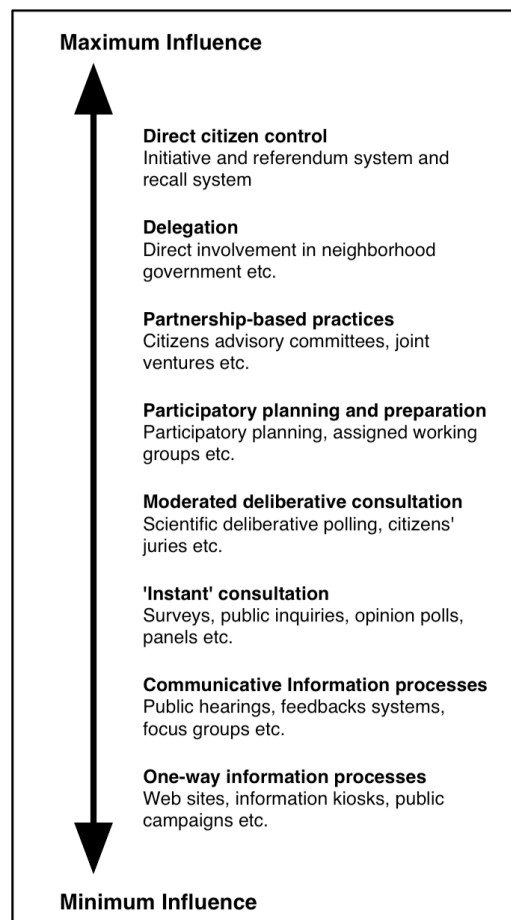 Maximum Influence
Direct citizen control
Initiative and referendum system and
recall system
Delegation
Direct involvement in neighborhood
government etc.
Partnership-based practices
Citizens advisory committees, joint
ventures etc.
Participatory planning and preparation
Participatory planning, assigned working
groups etc.
Moderated deliberative consultation
Scientific deliberative polling, citizens'
juries etc.
'Instant' consultation
Surveys, public inquiries, opinion polls,
panels etc.
Communicative Information processes
Public hearings, feedbacks systems,
focus groups etc.
One-way information processes
Web sites, information kiosks, public
campaigns etc.
Minimum Influence